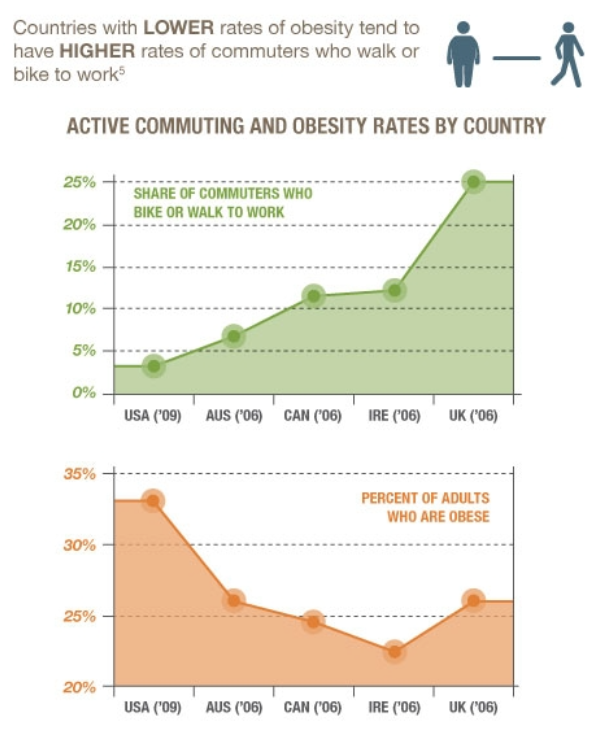 Countries with LOWER rates of obesity tend to
have HIGHER rates of commuters who walk or
bike to work⁵
ACTIVE COMMUTING AND OBESITY RATES BY COUNTRY
SHARE OF COMMUTERS WHO
BIKE OR WALK TO WORK
25%
20%
15%
10%
5%
0%
USA ('09) AUS ('06) CAN ('06) IRE ('06) UK ('06)
PERCENT OF ADULTS
WHO ARE OBESE
35%
30%
25%
20%
USA ('09) AUS ('06) CAN ('06) IRE ('06) UK ('06)